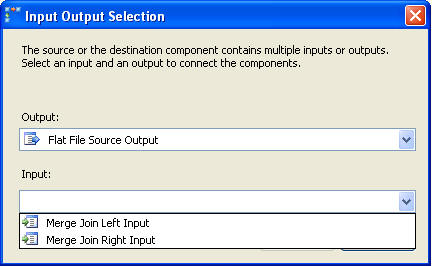 Input Output Selection
The source or the destination component contains multiple inputs or outputs.
Select an input and an output to connect the components.
Output:
Flat File Source Output
Input:
Merge Join Left Input
Merge Join Right Input